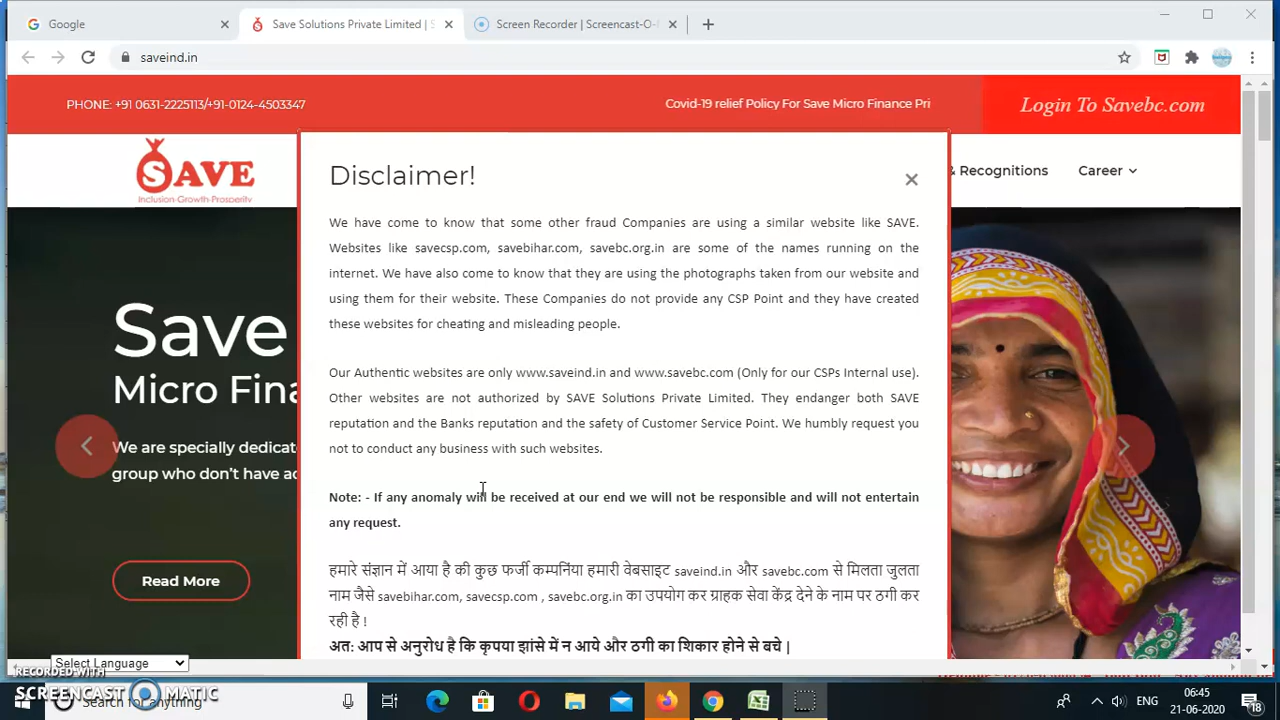 Google
Save Solutions Private Limited | S
Screen Recorder | Screencast-O-M
saveind.in
PHONE: +91 0631-2225113/+91-0124-4503347
Covid-19 relief Policy For Save Micro Finance Pri
Login To Savebc.com
SAVE
Inclusion-Growth-Prosperity
& Recognitions
Career
Save
Micro Fina
We are specially dedicate
group who don't have ac
Read More
Disclaimer!
We have come to know that some other fraud Companies are using a similar website like SAVE.
Websites like savecsp.com, savebihar.com, savebc.org.in are some of the names running on the
internet. We have also come to know that they are using the photographs taken from our website and
using them for their website. These Companies do not provide any CSP Point and they have created
these websites for cheating and misleading people.
Our Authentic websites are only www.saveind.in and www.savebc.com (Only for our CSPs Internal use).
Other websites are not authorized by SAVE Solutions Private Limited. They endanger both SAVE
reputation and the Banks reputation and the safety of Customer Service Point. We humbly request you
not to conduct any business with such websites.
Note: - If any anomaly will be received at our end we will not be responsible and will not entertain
any request.
हमारे संज्ञान में आया है की कुछ फर्जी कम्पनिंया हमारी वेबसाइट saveind.in और savebc.com से मिलता जुलता
नाम जैसे savebihar.com, savecsp.com , savebc.org.in का उपयोग कर ग्राहक सेवा केंद्र देने के नाम पर ठगी कर
रही है !
अत: आप से अनुरोध है कि कृपया झांसे में न आये और ठगी का शिकार होने से बचे |
Select Language
RECORDED WITH
SCREENCAST MATIC
Search for anything
ENG
06:45
21-06-2020
18